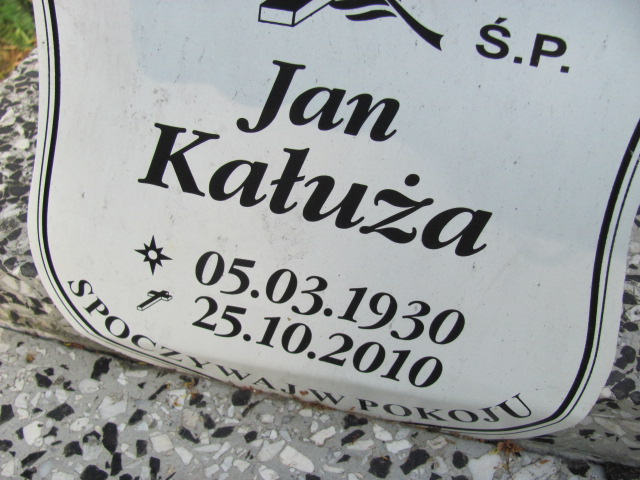 Ś.P.
Jan
Kałuża
05.03.1930
25.10.2010
SPOCZYWAJ W POKOJU